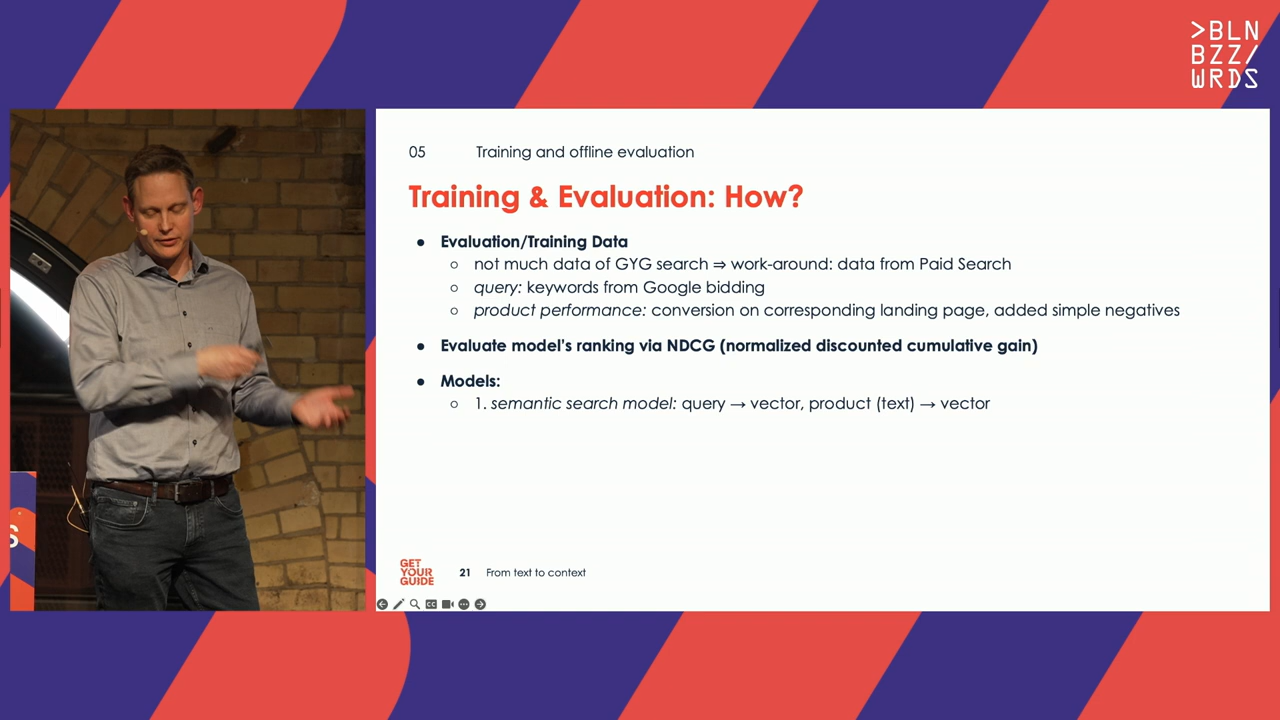 >BLN
BZZ/
WRDS
05 Training and offline evaluation
Training & Evaluation: How?
● Evaluation/Training Data
○ not much data of GYG search ⇒ work-around: data from Paid Search
○ query: keywords from Google bidding
○ product performance: conversion on corresponding landing page, added simple negatives
● Evaluate model's ranking via NDCG (normalized discounted cumulative gain)
● Models:
○ 1. semantic search model: query → vector, product (text) → vector
GET
YOUR
GUIDE
21 From text to context
CC
S